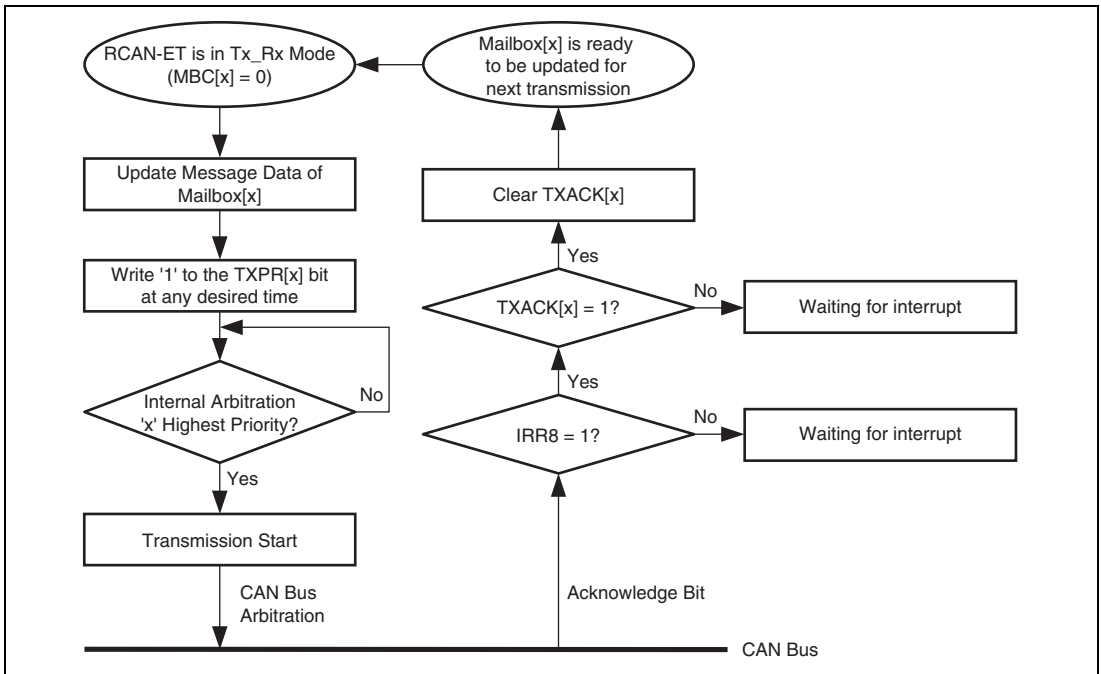 RCAN-ET is in Tx_Rx Mode
(MBC[x] = 0)
Update Message Data of
Mailbox[x]
Write '1' to the TXPR[x] bit
at any desired time
Internal Arbitration
'x' Highest Priority?
No
Yes
Transmission Start
CAN Bus
Arbitration
Mailbox[x] is ready
to be updated for
next transmission
Clear TXACK[x]
Yes
TXACK[x] = 1?
No
Waiting for interrupt
Yes
IRR8 = 1?
No
Waiting for interrupt
Acknowledge Bit
CAN Bus